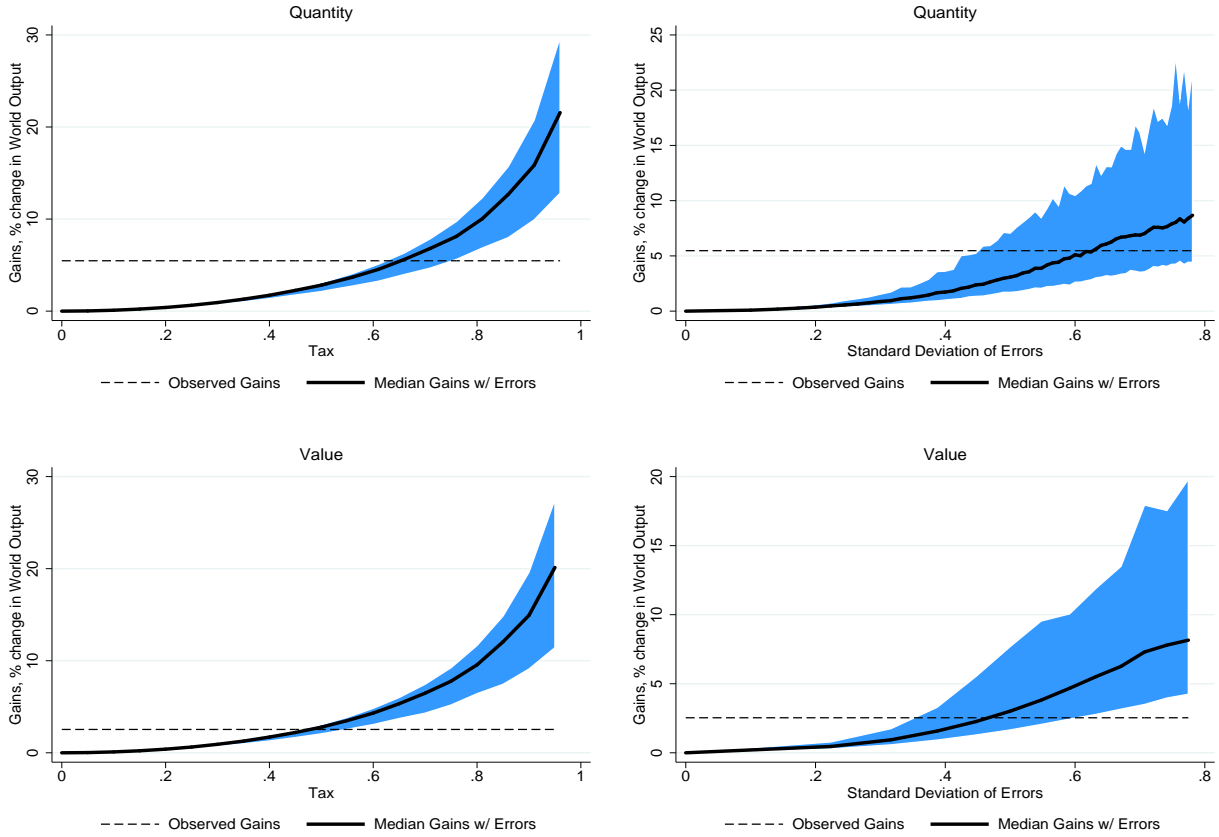 Quantity
Gains, % change in World Output
30
20
10
0
0 .2 .4 .6 .8 1
Tax
Observed Gains Median Gains w/ Errors
Quantity
Gains, % change in World Output
25
20
15
10
5
0
0 .2 .4 .6 .8
Standard Deviation of Errors
Observed Gains Median Gains w/ Errors
Value
Gains, % change in World Output
30
20
10
0
0 .2 .4 .6 .8 1
Tax
Observed Gains Median Gains w/ Errors
Value
Gains, % change in World Output
20
15
10
5
0
0 .2 .4 .6 .8
Standard Deviation of Errors
Observed Gains Median Gains w/ Errors